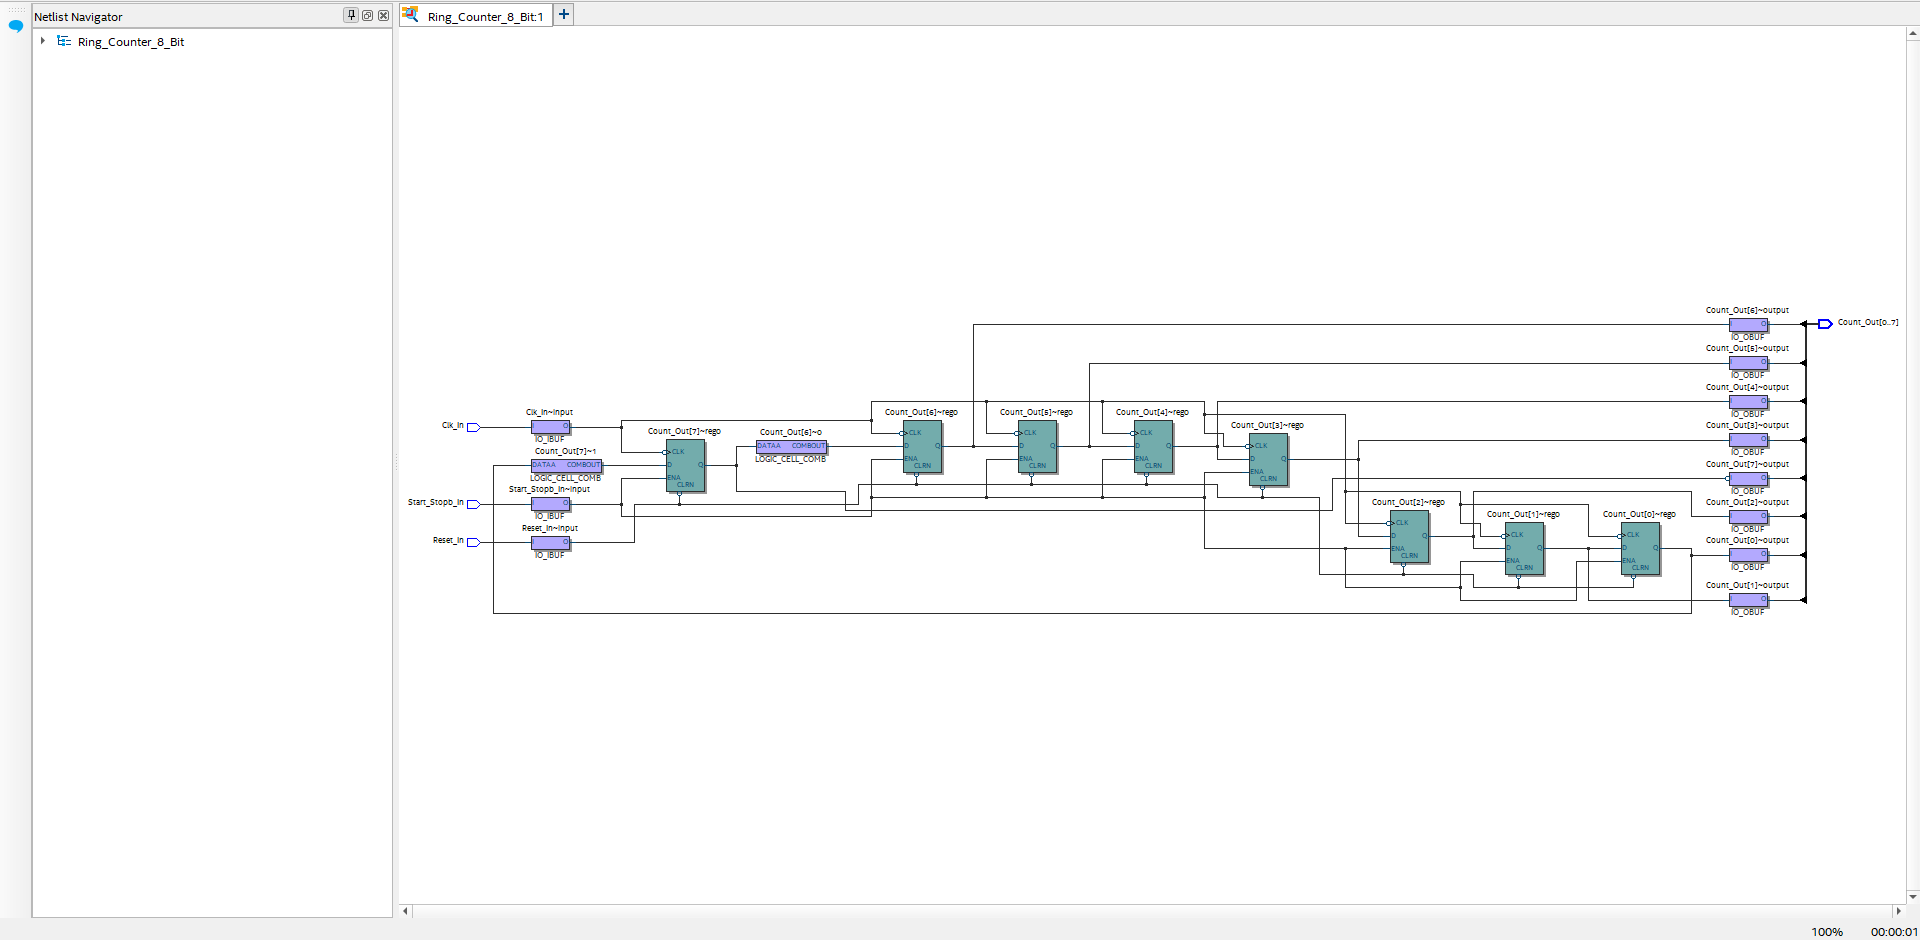 Netlist Navigator
Ring_Counter_8_Bit:1
Ring_Counter_8_Bit
Count_Out[6]~output
IO_OBUF
Count_Out[0..7]
Count_Out[5]~output
IO_OBUF
Count_Out[4]~output
IO_OBUF
Count_Out[3]~output
IO_OBUF
Count_Out[7]~output
IO_OBUF
Count_Out[2]~output
IO_OBUF
Count_Out[0]~output
IO_OBUF
Count_Out[1]~output
IO_OBUF
Clk_In
Clk_In~input
IO_IBUF
Count_Out[7]~1
DATAA COMBOUT
LOGIC_CELL_COMB
Start_Stopb_In
Start_Stopb_In~input
IO_IBUF
Reset_In
Reset_In~input
IO_IBUF
Count_Out[7]~reg0
CLK
D Q
ENA
CLRN
Count_Out[6]~0
DATAA COMBOUT
LOGIC_CELL_COMB
Count_Out[6]~reg0
CLK
D Q
ENA
CLRN
Count_Out[5]~reg0
CLK
D Q
ENA
CLRN
Count_Out[4]~reg0
CLK
D Q
ENA
CLRN
Count_Out[3]~reg0
CLK
D Q
ENA
CLRN
Count_Out[2]~reg0
CLK
D Q
ENA
CLRN
Count_Out[1]~reg0
CLK
D Q
ENA
CLRN
Count_Out[0]~reg0
CLK
D Q
ENA
CLRN
100% 00:00:01